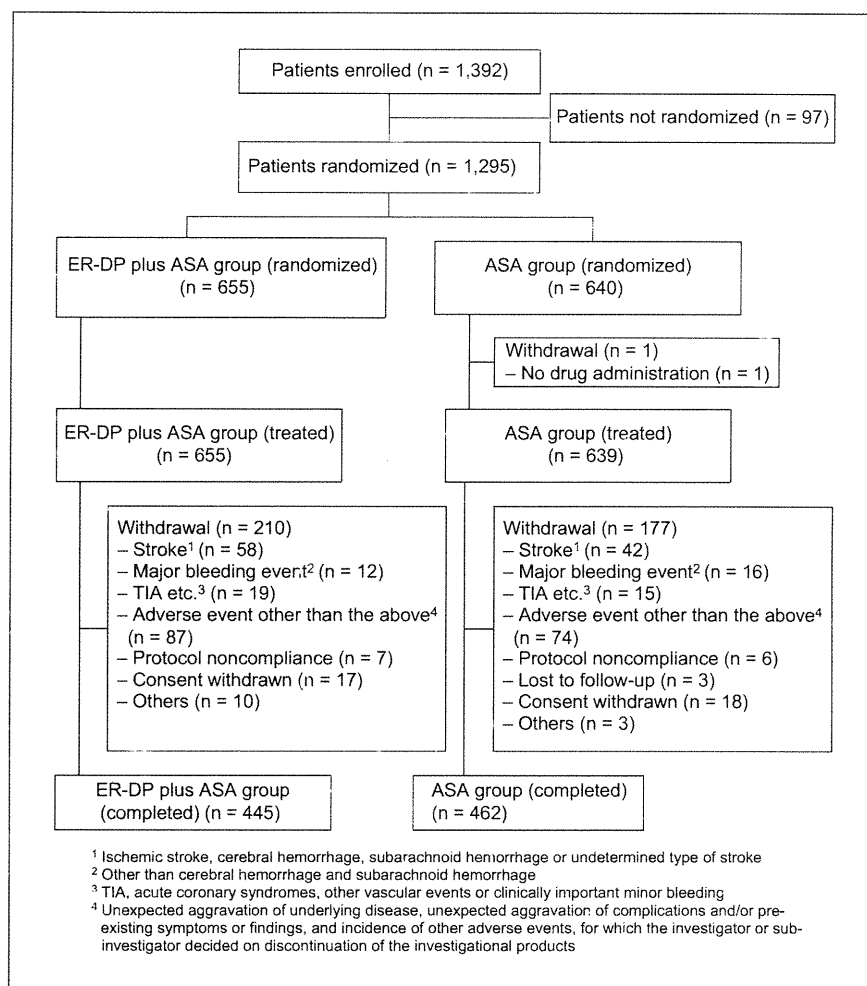 Patients enrolled (n = 1,392)
Patients not randomized (n = 97)
Patients randomized (n = 1,295)
ER-DP plus ASA group (randomized)
(n = 655)
ASA group (randomized)
(n = 640)
Withdrawal (n = 1)
– No drug administration (n = 1)
ER-DP plus ASA group (treated)
(n = 655)
ASA group (treated)
(n = 639)
Withdrawal (n = 210)
– Stroke¹ (n = 58)
– Major bleeding event² (n = 12)
– TIA etc.³ (n = 19)
– Adverse event other than the above⁴
(n = 87)
– Protocol noncompliance (n = 7)
– Consent withdrawn (n = 17)
– Others (n = 10)
Withdrawal (n = 177)
– Stroke¹ (n = 42)
– Major bleeding event² (n = 16)
– TIA etc.³ (n = 15)
– Adverse event other than the above⁴
(n = 74)
– Protocol noncompliance (n = 6)
– Lost to follow-up (n = 3)
– Consent withdrawn (n = 18)
– Others (n = 3)
ER-DP plus ASA group
(completed) (n = 445)
ASA group (completed)
(n = 462)
¹ Ischemic stroke, cerebral hemorrhage, subarachnoid hemorrhage or undetermined type of stroke
² Other than cerebral hemorrhage and subarachnoid hemorrhage
³ TIA, acute coronary syndromes, other vascular events or clinically important minor bleeding
⁴ Unexpected aggravation of underlying disease, unexpected aggravation of complications and/or pre-
existing symptoms or findings, and incidence of other adverse events, for which the investigator or sub-
investigator decided on discontinuation of the investigational products